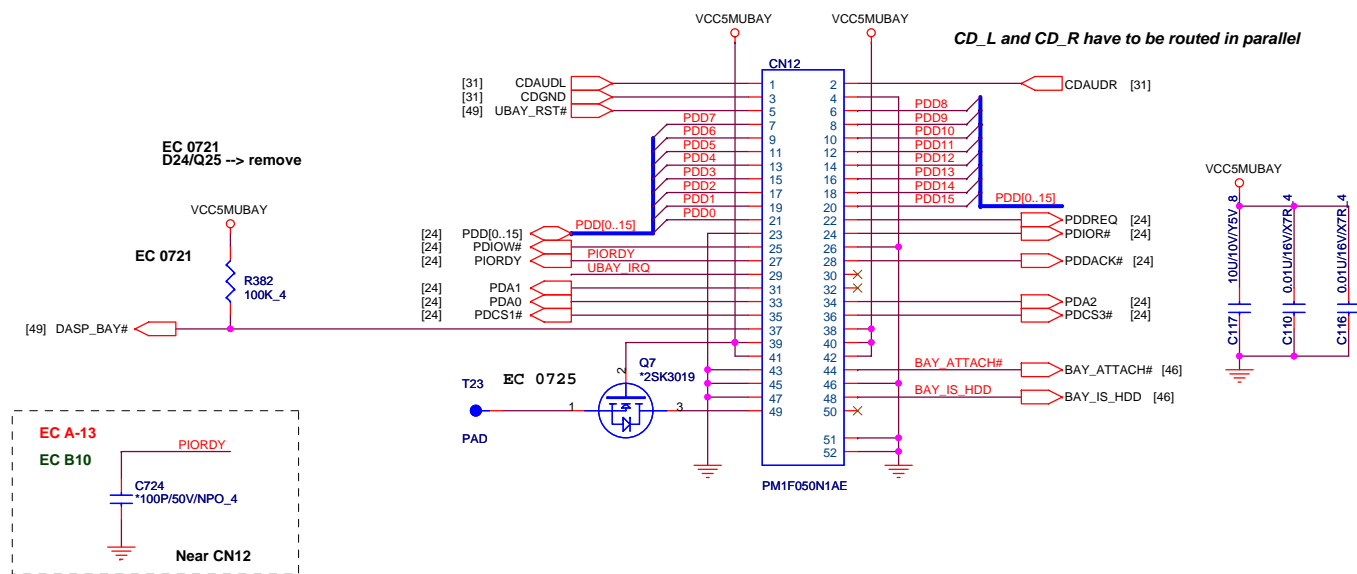 VCC5MUBAY
VCC5MUBAY
CD_L and CD_R have to be routed in parallel
CN12
[31] CDAUDL 1 2 CDAUDR [31]
[31] CDGND 3 4
[49] UBAY_RST# 5 6 PDD8
PDD7 7 8 PDD9
PDD6 9 10 PDD10
PDD5 11 12 PDD11
PDD4 13 14 PDD12
PDD3 15 16 PDD13
PDD2 17 18 PDD14
PDD1 19 20 PDD15 PDD[0..15]
PDD0 21 22 PDDREQ [24]
[24] PDD[0..15] PDD[0..15] 23 24 PDIOR# [24]
[24] PDIOW# 25 26
[24] PIORDY PIORDY 27 28 PDDACK# [24]
UBAY_IRQ 29 30
[24] PDA1 31 32
[24] PDA0 33 34 PDA2 [24]
[24] PDCS1# 35 36 PDCS3# [24]
37 38
39 40
41 42
43 44 BAY_ATTACH# BAY_ATTACH# [46]
45 46
47 48 BAY_IS_HDD BAY_IS_HDD [46]
49 50
51
52
PM1F050N1AE
EC 0721
D24/Q25 --> remove
VCC5MUBAY
EC 0721
R382
100K_4
[49] DASP_BAY#
T23
PAD
EC 0725
Q7
*2SK3019
2
1
3
VCC5MUBAY
C117 10U/10V/Y5V_8
C110 0.01U/16V/X7R_4
C116 0.01U/16V/X7R_4
EC A-13
EC B10
PIORDY
C724
*100P/50V/NPO_4
Near CN12